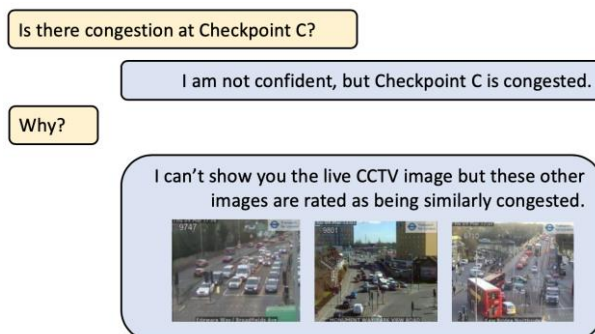 Is there congestion at Checkpoint C?
I am not confident, but Checkpoint C is congested.
Why?
I can't show you the live CCTV image but these other
images are rated as being similarly congested.
9747